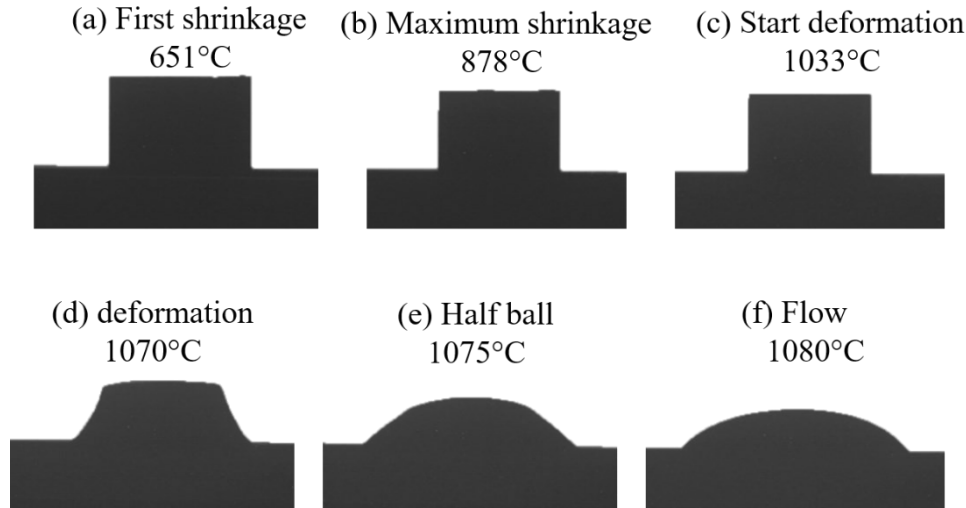 (a) First shrinkage
651°C
(b) Maximum shrinkage
878°C
(c) Start deformation
1033°C
(d) deformation
1070°C
(e) Half ball
1075°C
(f) Flow
1080°C